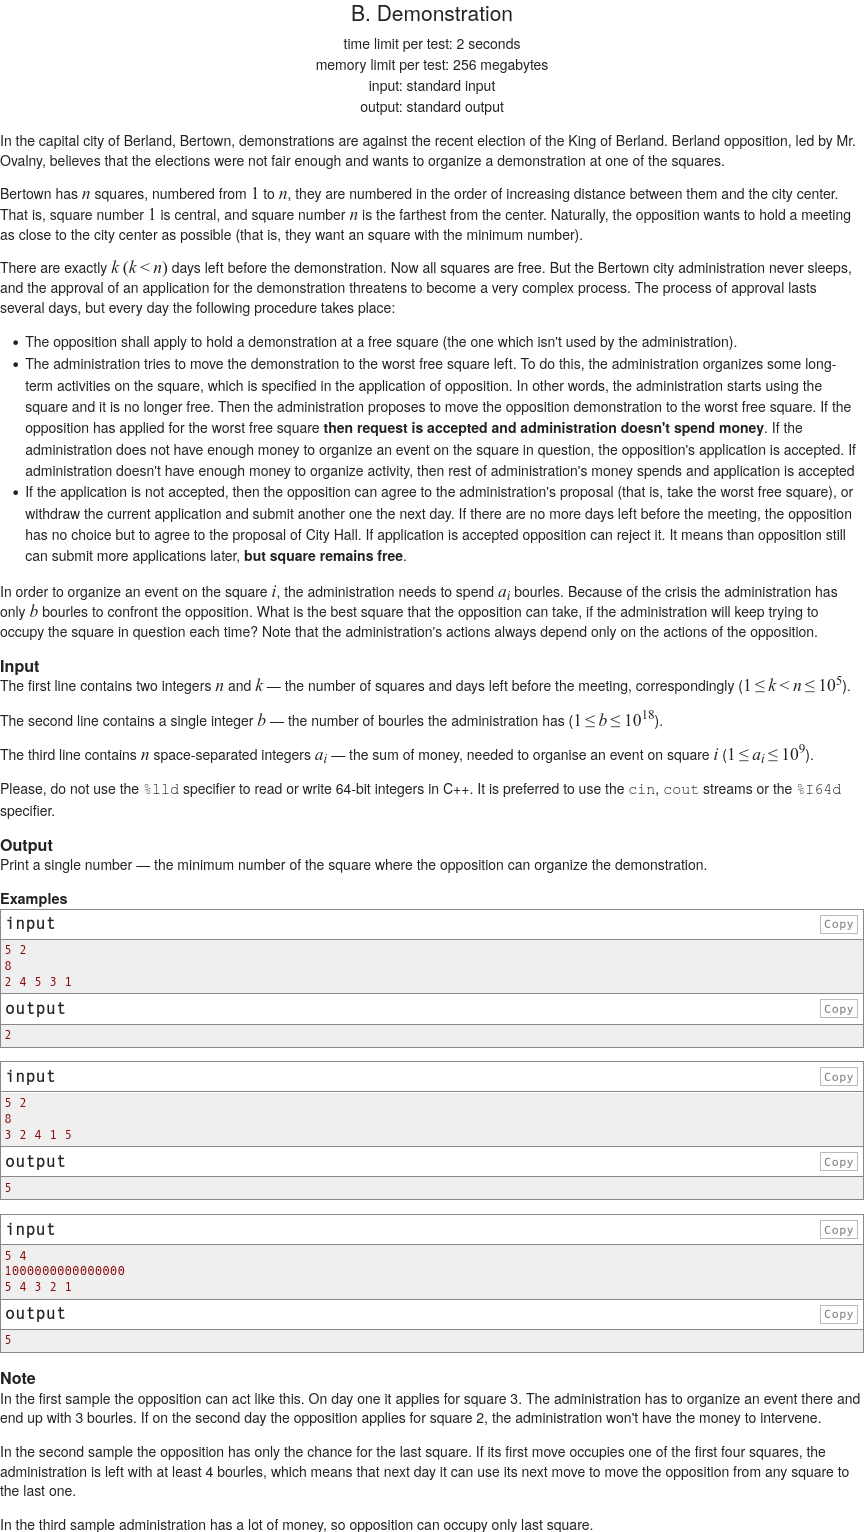 B. Demonstration
time limit per test: 2 seconds
memory limit per test: 256 megabytes
input: standard input
output: standard output
In the capital city of Berland, Bertown, demonstrations are against the recent election of the King of Berland. Berland opposition, led by Mr.
Ovalny, believes that the elections were not fair enough and wants to organize a demonstration at one of the squares.
Bertown has n squares, numbered from 1 to n, they are numbered in the order of increasing distance between them and the city center.
That is, square number 1 is central, and square number n is the farthest from the center. Naturally, the opposition wants to hold a meeting
as close to the city center as possible (that is, they want an square with the minimum number).
There are exactly k (k < n) days left before the demonstration. Now all squares are free. But the Bertown city administration never sleeps,
and the approval of an application for the demonstration threatens to become a very complex process. The process of approval lasts
several days, but every day the following procedure takes place:
• The opposition shall apply to hold a demonstration at a free square (the one which isn't used by the administration).
• The administration tries to move the demonstration to the worst free square left. To do this, the administration organizes some long-
term activities on the square, which is specified in the application of opposition. In other words, the administration starts using the
square and it is no longer free. Then the administration proposes to move the opposition demonstration to the worst free square. If the
opposition has applied for the worst free square then request is accepted and administration doesn't spend money. If the
administration does not have enough money to organize an event on the square in question, the opposition's application is accepted. If
administration doesn't have enough money to organize activity, then rest of administration's money spends and application is accepted
• If the application is not accepted, then the opposition can agree to the administration's proposal (that is, take the worst free square), or
withdraw the current application and submit another one the next day. If there are no more days left before the meeting, the opposition
has no choice but to agree to the proposal of City Hall. If application is accepted opposition can reject it. It means than opposition still
can submit more applications later, but square remains free.
In order to organize an event on the square i, the administration needs to spend aᵢ bourles. Because of the crisis the administration has
only b bourles to confront the opposition. What is the best square that the opposition can take, if the administration will keep trying to
occupy the square in question each time? Note that the administration's actions always depend only on the actions of the opposition.
Input
The first line contains two integers n and k — the number of squares and days left before the meeting, correspondingly (1 ≤ k < n ≤ 10⁵).
The second line contains a single integer b — the number of bourles the administration has (1 ≤ b ≤ 10¹⁸).
The third line contains n space-separated integers aᵢ — the sum of money, needed to organise an event on square i (1 ≤ aᵢ ≤ 10⁹).
Please, do not use the %lld specifier to read or write 64-bit integers in C++. It is preferred to use the cin, cout streams or the %I64d
specifier.
Output
Print a single number — the minimum number of the square where the opposition can organize the demonstration.
Examples
input Copy
5 2
8
2 4 5 3 1
output Copy
2
input Copy
5 2
8
3 2 4 1 5
output Copy
5
input Copy
5 4
1000000000000000
5 4 3 2 1
output Copy
5
Note
In the first sample the opposition can act like this. On day one it applies for square 3. The administration has to organize an event there and
end up with 3 bourles. If on the second day the opposition applies for square 2, the administration won't have the money to intervene.
In the second sample the opposition has only the chance for the last square. If its first move occupies one of the first four squares, the
administration is left with at least 4 bourles, which means that next day it can use its next move to move the opposition from any square to
the last one.
In the third sample administration has a lot of money, so opposition can occupy only last square.